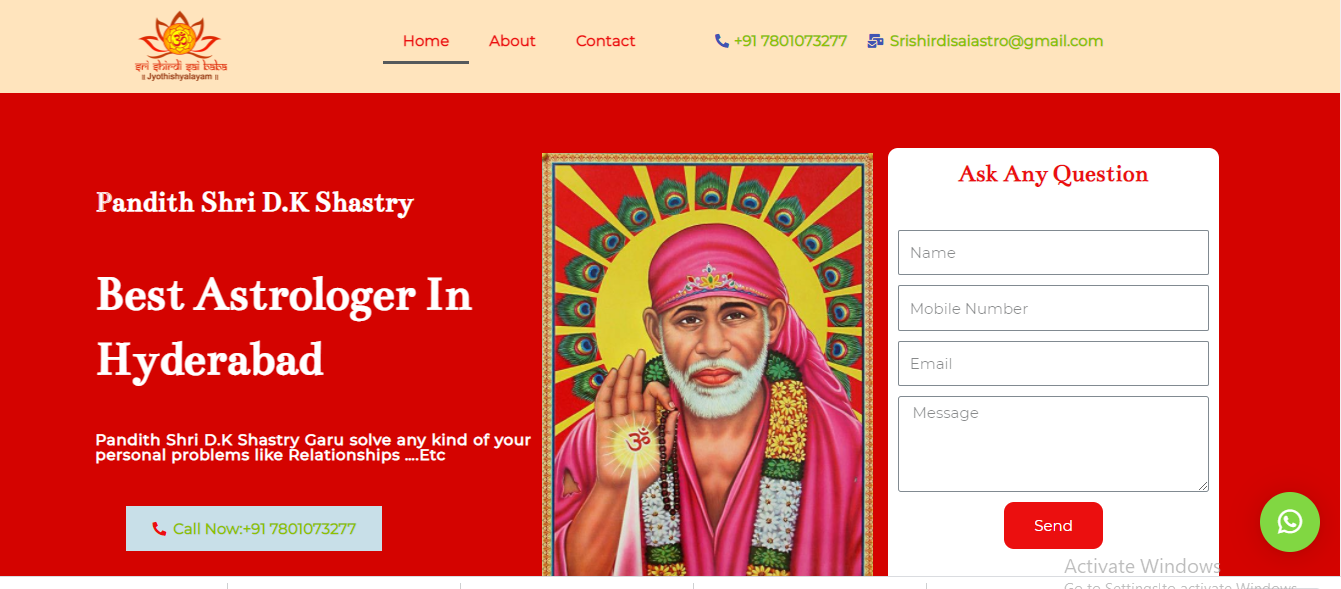 sri shirdi sai baba
॥ Jyothishyalayam ॥
Home About Contact
+91 7801073277 Srishirdisaiastro@gmail.com
Pandith Shri D.K Shastry
Best Astrologer In
Hyderabad
Pandith Shri D.K Shastry Garu solve any kind of your
personal problems like Relationships ....Etc
Call Now:+91 7801073277
ॐ
Ask Any Question
Name
Mobile Number
Email
Message
Send
Activate Windows
Go to Settings to activate Windows.